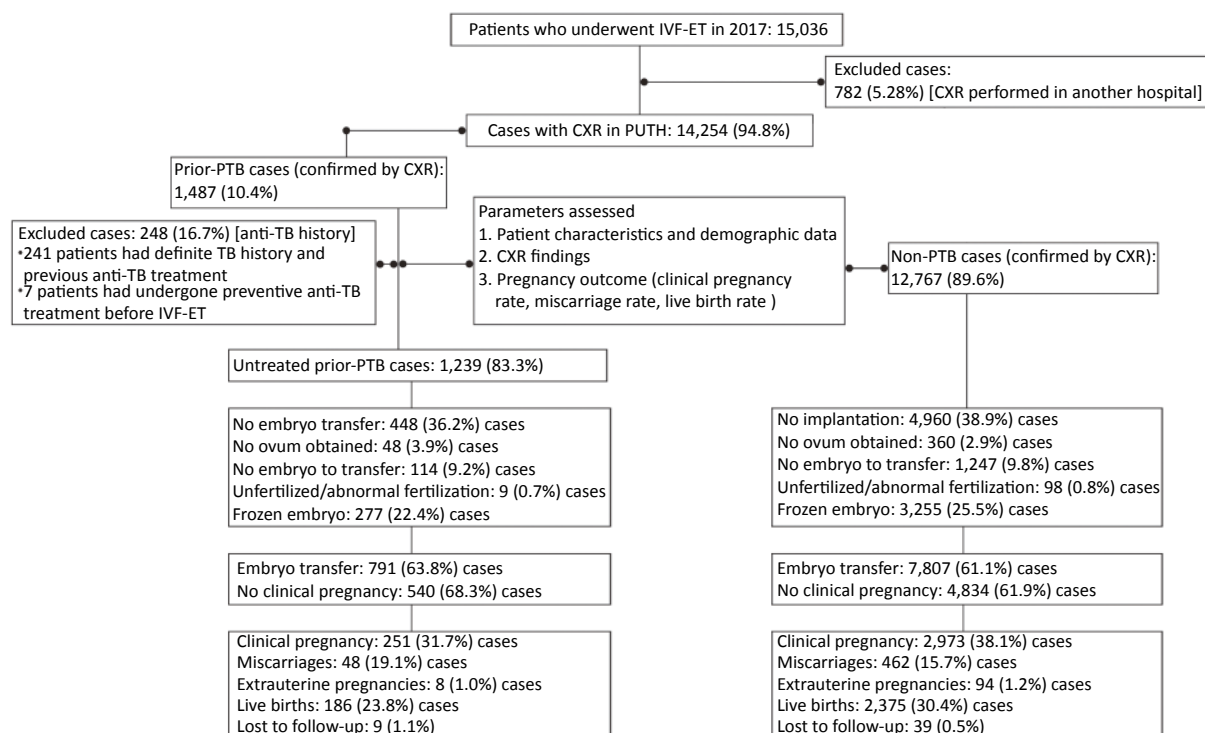 Patients who underwent IVF-ET in 2017: 15,036
Excluded cases:
782 (5.28%) [CXR performed in another hospital]
Cases with CXR in PUTH: 14,254 (94.8%)
Prior-PTB cases (confirmed by CXR):
1,487 (10.4%)
Excluded cases: 248 (16.7%) [anti-TB history]
*241 patients had definite TB history and
previous anti-TB treatment
*7 patients had undergone preventive anti-TB
treatment before IVF-ET
Parameters assessed
1. Patient characteristics and demographic data
2. CXR findings
3. Pregnancy outcome (clinical pregnancy
rate, miscarriage rate, live birth rate )
Non-PTB cases (confirmed by CXR):
12,767 (89.6%)
Untreated prior-PTB cases: 1,239 (83.3%)
No embryo transfer: 448 (36.2%) cases
No ovum obtained: 48 (3.9%) cases
No embryo to transfer: 114 (9.2%) cases
Unfertilized/abnormal fertilization: 9 (0.7%) cases
Frozen embryo: 277 (22.4%) cases
No implantation: 4,960 (38.9%) cases
No ovum obtained: 360 (2.9%) cases
No embryo to transfer: 1,247 (9.8%) cases
Unfertilized/abnormal fertilization: 98 (0.8%) cases
Frozen embryo: 3,255 (25.5%) cases
Embryo transfer: 791 (63.8%) cases
No clinical pregnancy: 540 (68.3%) cases
Embryo transfer: 7,807 (61.1%) cases
No clinical pregnancy: 4,834 (61.9%) cases
Clinical pregnancy: 251 (31.7%) cases
Miscarriages: 48 (19.1%) cases
Extrauterine pregnancies: 8 (1.0%) cases
Live births: 186 (23.8%) cases
Lost to follow-up: 9 (1.1%)
Clinical pregnancy: 2,973 (38.1%) cases
Miscarriages: 462 (15.7%) cases
Extrauterine pregnancies: 94 (1.2%) cases
Live births: 2,375 (30.4%) cases
Lost to follow-up: 39 (0.5%)